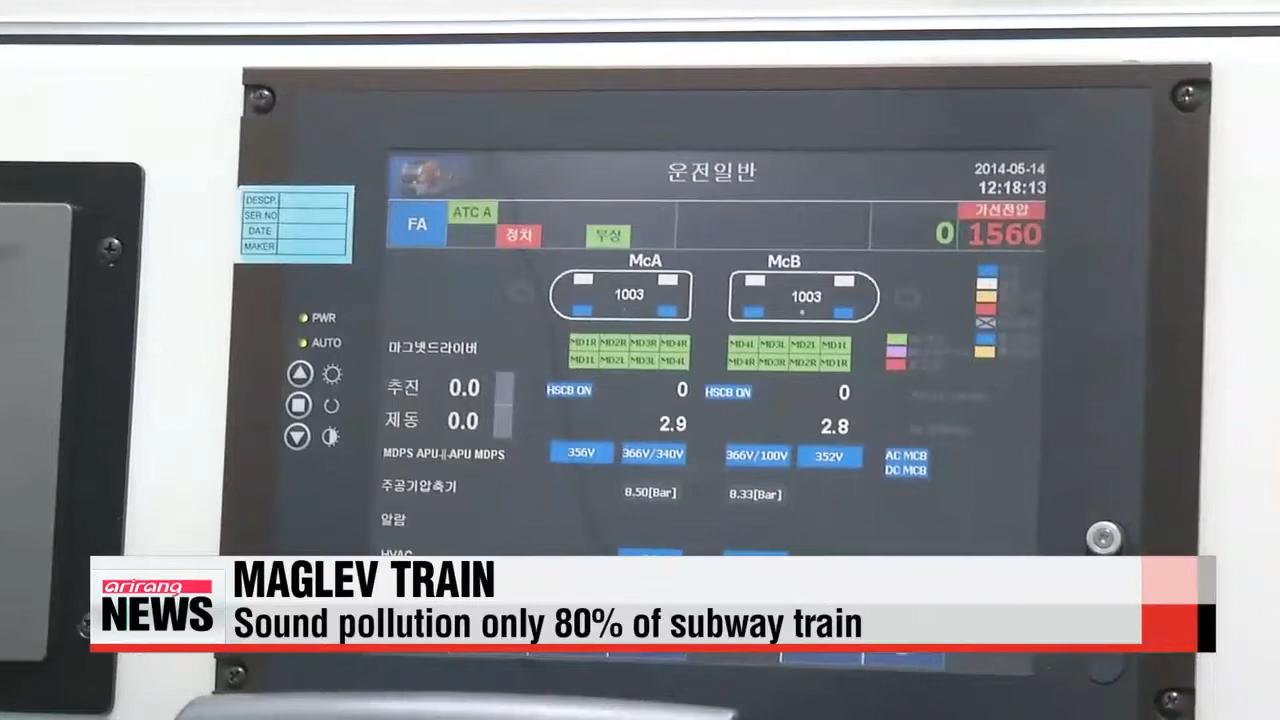 운전일반
2014-05-14
12:18:13
FA
ATC A
정차
부상
0
가선전압
1560
DESCP.
SER.NO
DATE
MAKER
McA
McB
1003
1003
PWR
AUTO
마그넷드라이버
MD1R MD2R MD3R MD4R
MD1L MD2L MD3L MD4L
MD4L MD3L MD2L MD1L
MD4R MD3R MD2R MD1R
추진 0.0
HSCB ON 0
HSCB ON 0
제동 0.0
2.9
2.8
MDPS APU-||-APU MDPS
356V 366V/340V
366V/100V 352V
AC MCB
DC MCB
주공기압축기
8.50[Bar]
8.33[Bar]
알람
HVAC
arirang
NEWS
MAGLEV TRAIN
Sound pollution only 80% of subway train